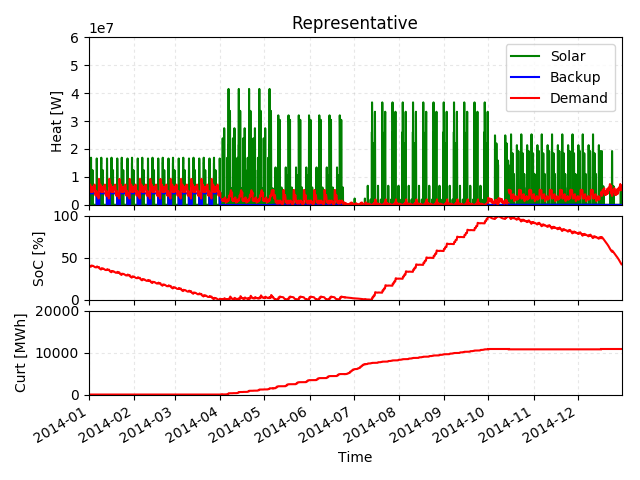 Representative
1e7
6
5
4
3
2
1
0
Heat [W]
Solar
Backup
Demand
100
50
0
SoC [%]
20000
10000
0
Curt [MWh]
2014-01
2014-02
2014-03
2014-04
2014-05
2014-06
2014-07
2014-08
2014-09
2014-10
2014-11
2014-12
Time